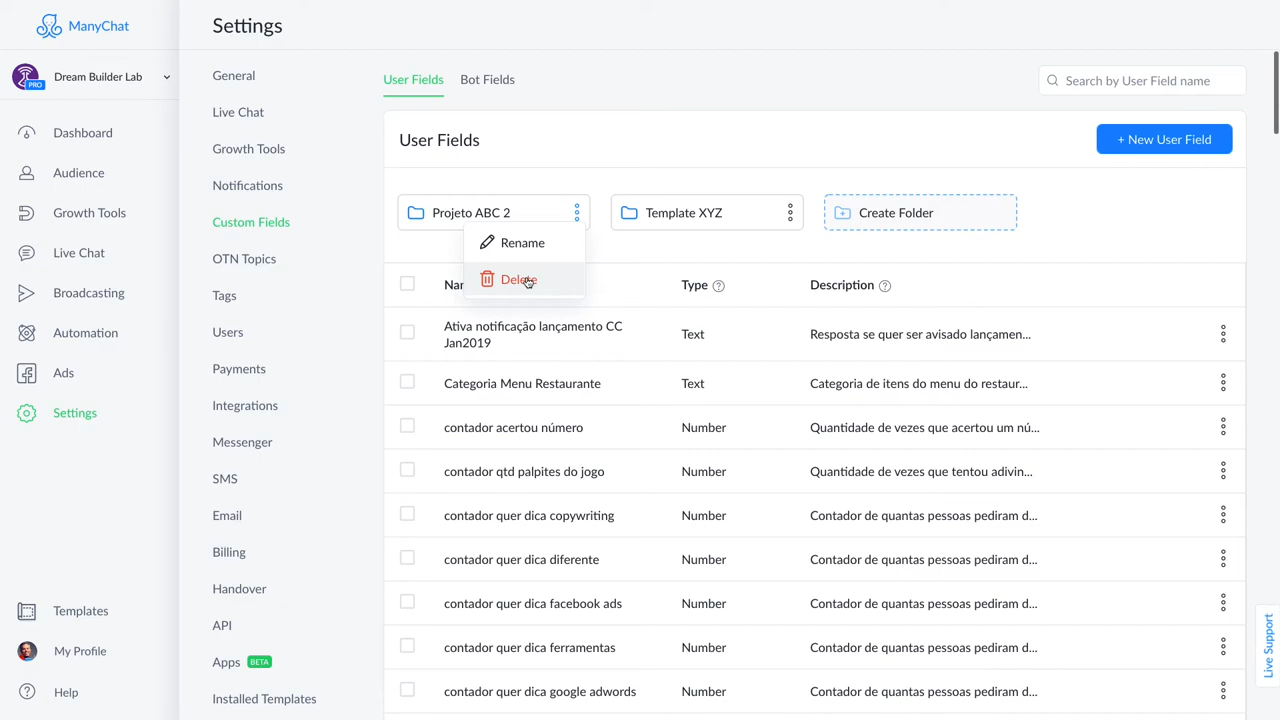 ManyChat
Settings
Dream Builder Lab
PRO
Dashboard
Audience
Growth Tools
Live Chat
Broadcasting
Automation
Ads
Settings
Templates
My Profile
Help
General
Live Chat
Growth Tools
Notifications
Custom Fields
OTN Topics
Tags
Users
Payments
Integrations
Messenger
SMS
Email
Billing
Handover
API
Apps BETA
Installed Templates
User Fields Bot Fields
Search by User Field name
User Fields
+ New User Field
Projeto ABC 2
Template XYZ
Create Folder
Rename
Delete
Type ?
Description ?
Ativa notificação lançamento CC
Jan2019
Text
Resposta se quer ser avisado lançamen...
Categoria Menu Restaurante
Text
Categoria de itens do menu do restaur...
contador acertou número
Number
Quantidade de vezes que acertou um nú...
contador qtd palpites do jogo
Number
Quantidade de vezes que tentou adivin...
contador quer dica copywriting
Number
Contador de quantas pessoas pediram d...
contador quer dica diferente
Number
Contador de quantas pessoas pediram d...
contador quer dica facebook ads
Number
Contador de quantas pessoas pediram d...
contador quer dica ferramentas
Number
Contador de quantas pessoas pediram d...
contador quer dica google adwords
Number
Contador de quantas pessoas pediram d...
Live Support